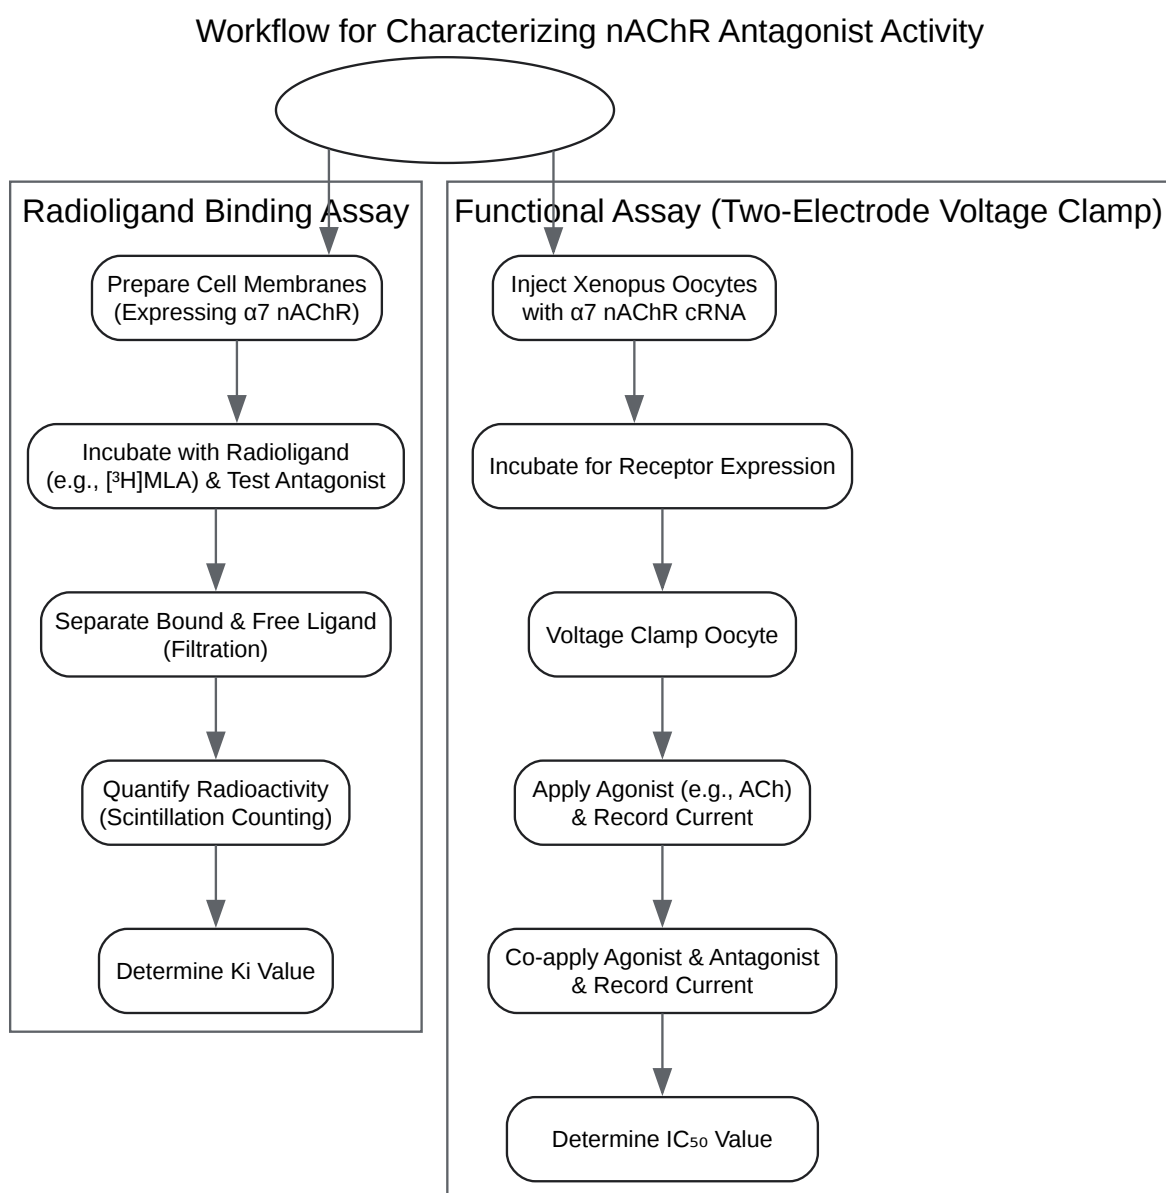 Workflow for Characterizing nAChR Antagonist Activity
Radioligand Binding Assay
Prepare Cell Membranes
(Expressing α7 nAChR)
Incubate with Radioligand
(e.g., [³H]MLA) & Test Antagonist
Separate Bound & Free Ligand
(Filtration)
Quantify Radioactivity
(Scintillation Counting)
Determine Ki Value
Functional Assay (Two-Electrode Voltage Clamp)
Inject Xenopus Oocytes
with α7 nAChR cRNA
Incubate for Receptor Expression
Voltage Clamp Oocyte
Apply Agonist (e.g., ACh)
& Record Current
Co-apply Agonist & Antagonist
& Record Current
Determine IC₅₀ Value